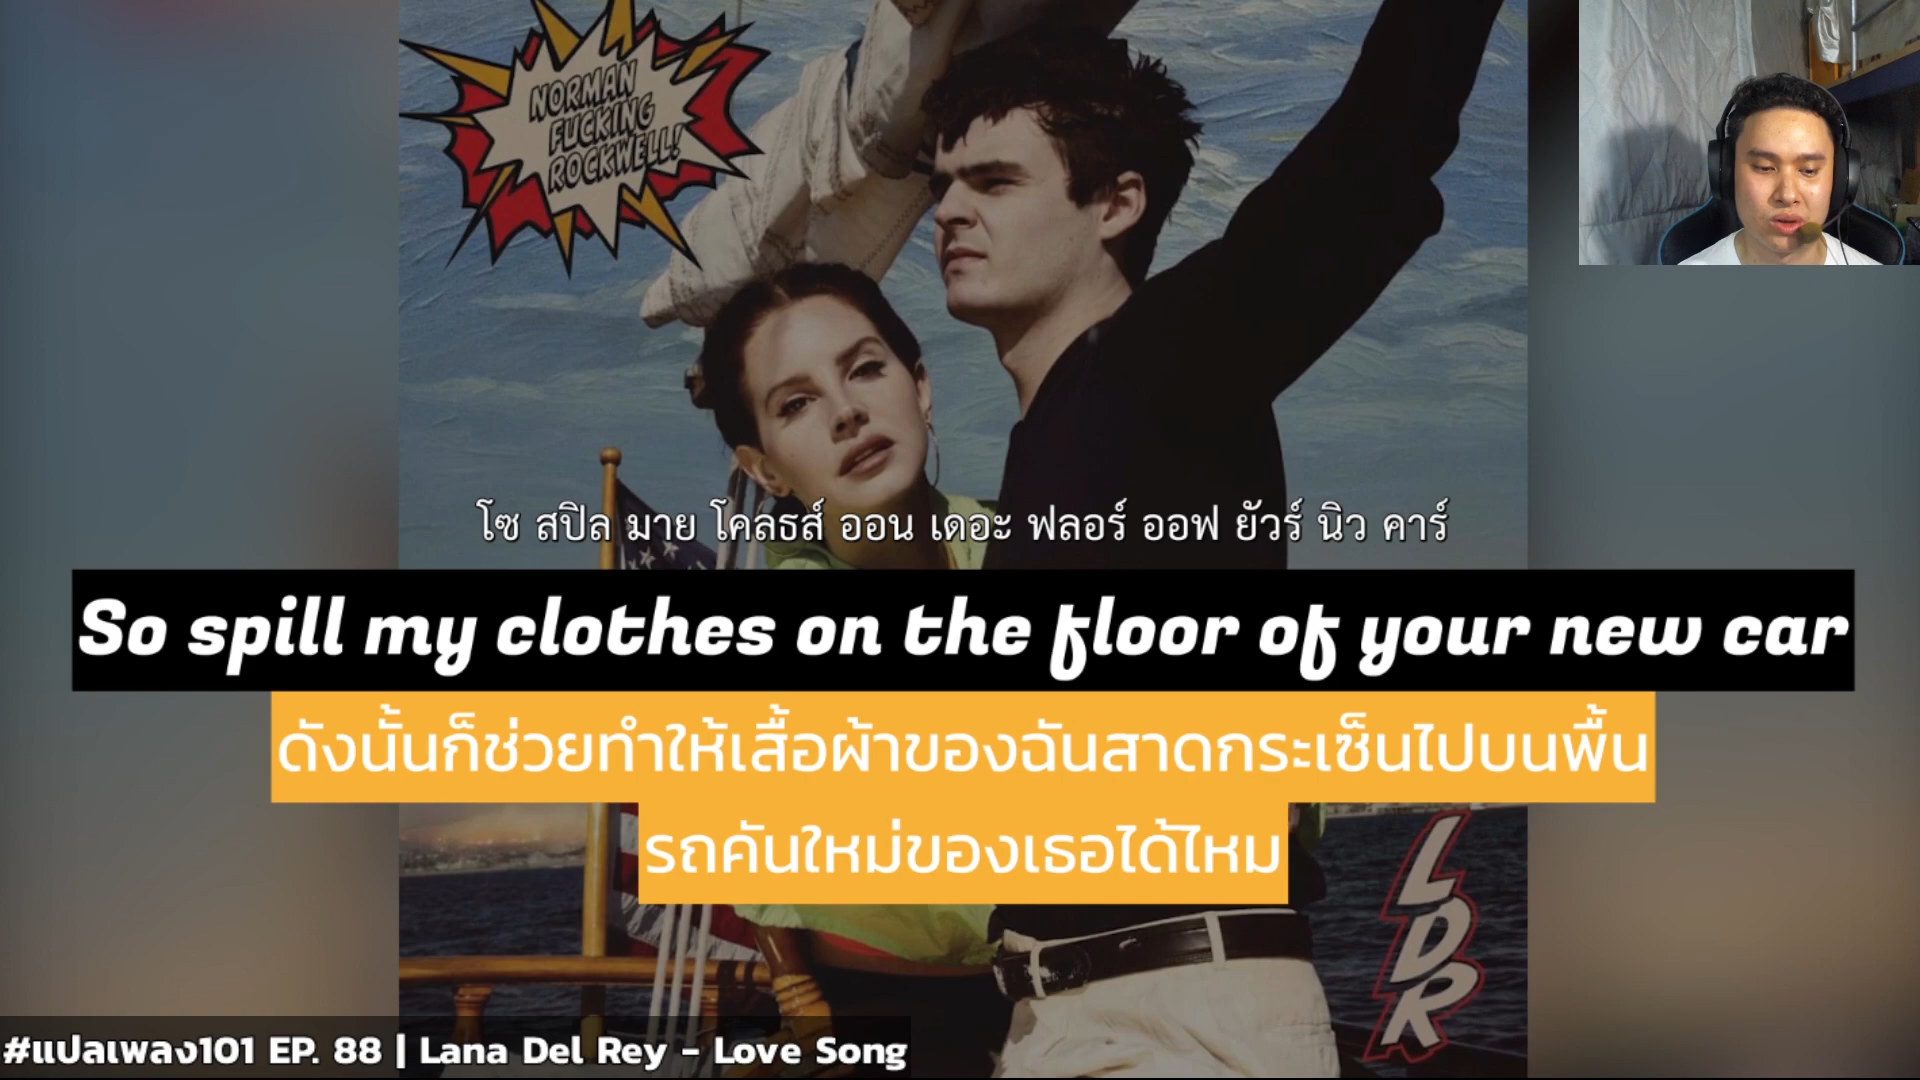 NORMAN
FUCKING
ROCKWELL!
โซ สปิล มาย โคลธส์ ออน เดอะ ฟลอร์ ออฟ ยัวร์ นิว คาร์
So spill my clothes on the floor of your new car
ดังนั้นก็ช่วยทำให้เสื้อผ้าของฉันสาดกระเซ็นไปบนพื้น
รถคันใหม่ของเธอได้ไหม
LDR
#แปลเพลง101 EP. 88 | Lana Del Rey - Love Song